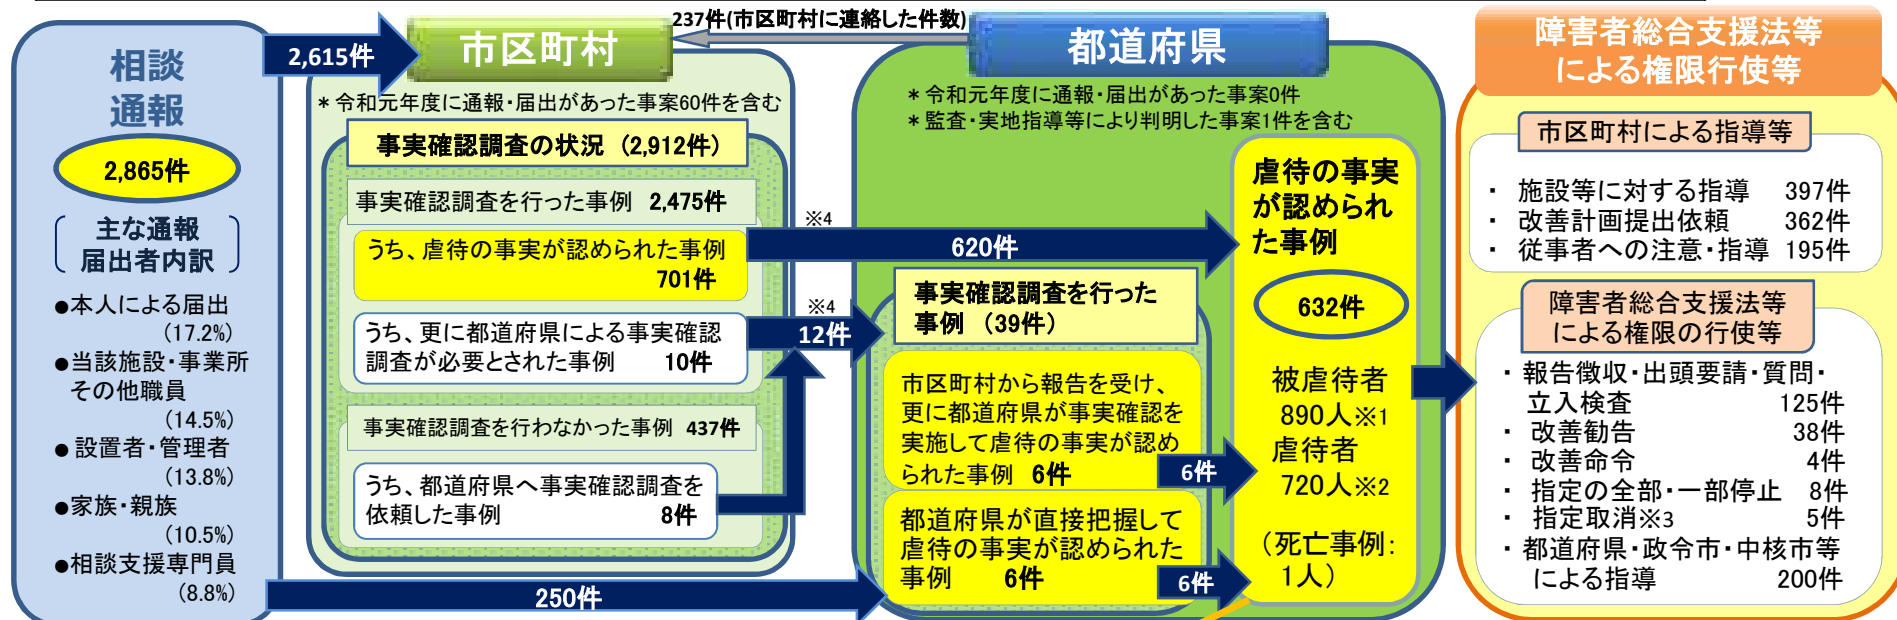 237件(市区町村に連絡した件数)
相談
通報
2,865件
主な通報
届出者内訳
●本人による届出
(17.2%)
●当該施設・事業所
その他職員
(14.5%)
●設置者・管理者
(13.8%)
●家族・親族
(10.5%)
●相談支援専門員
(8.8%)
2,615件
250件
市区町村
*令和元年度に通報・届出があった事案60件を含む
事実確認調査の状況 (2,912件)
事実確認調査を行った事例 2,475件
うち、虐待の事実が認められた事例
701件
うち、更に都道府県による事実確認
調査が必要とされた事例 10件
事実確認調査を行わなかった事例 437件
うち、都道府県へ事実確認調査を
依頼した事例 8件
※4
620件
※4
12件
都道府県
*令和元年度に通報・届出があった事案0件
*監査・実地指導等により判明した事案1件を含む
事実確認調査を行った
事例 (39件)
市区町村から報告を受け、
更に都道府県が事実確認を
実施して虐待の事実が認め
られた事例 6件
6件
都道府県が直接把握して
虐待の事実が認められた
事例 6件
6件
虐待の事実
が認められ
た事例
632件
被虐待者
890人※1
虐待者
720人※2
(死亡事例:
1人)
障害者総合支援法等
による権限行使等
市区町村による指導等
・ 施設等に対する指導 397件
・ 改善計画提出依頼 362件
・ 従事者への注意・指導 195件
障害者総合支援法等
による権限の行使等
・報告徴収・出頭要請・質問・
立入検査 125件
・ 改善勧告 38件
・ 改善命令 4件
・ 指定の全部・一部停止 8件
・ 指定取消※3 5件
・都道府県・政令市・中核市等
による指導 200件